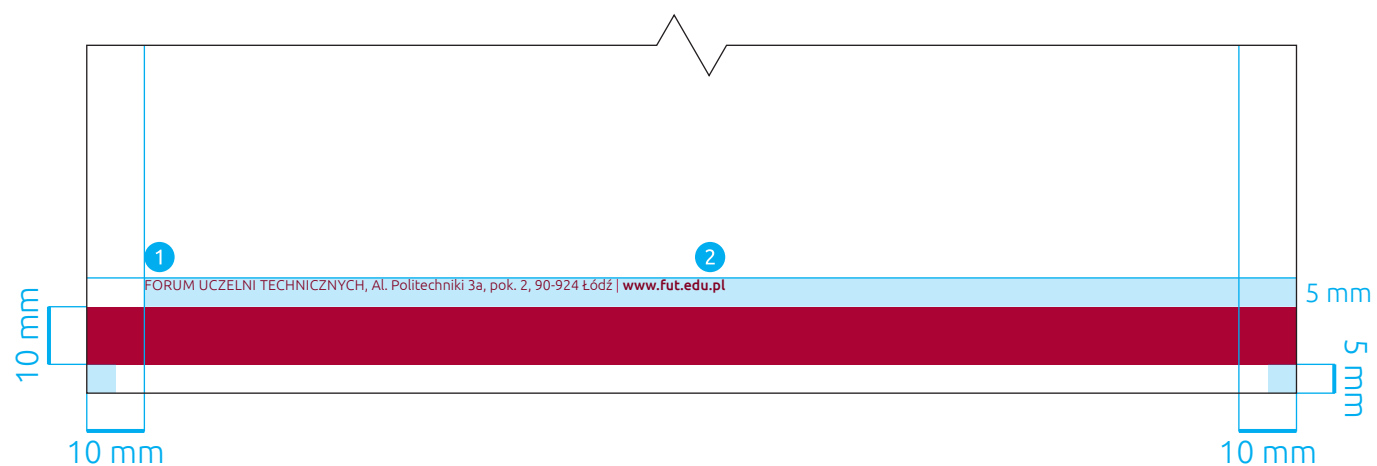 1 2
FORUM UCZELNI TECHNICZNYCH, Al. Politechniki 3a, pok. 2, 90-924 Łódź | www.fut.edu.pl
5 mm
10 mm
5 mm
10 mm 10 mm